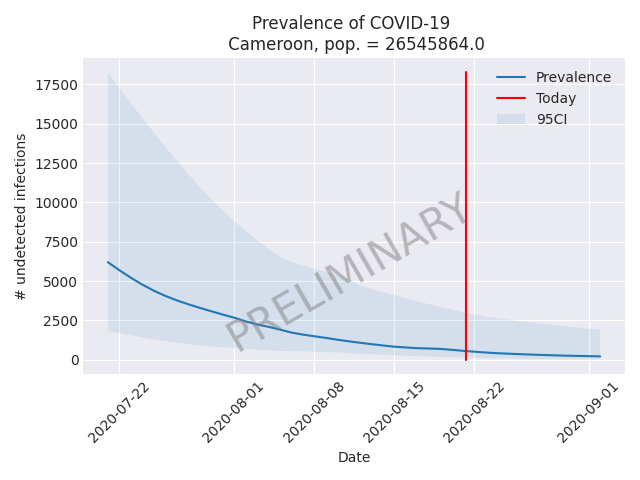 Prevalence of COVID-19
Cameroon, pop. = 26545864.0
Prevalence
Today
95CI
17500
15000
12500
10000
7500
5000
2500
0
# undetected infections
PRELIMINARY
2020-07-22
2020-08-01
2020-08-08
2020-08-15
2020-08-22
2020-09-01
Date